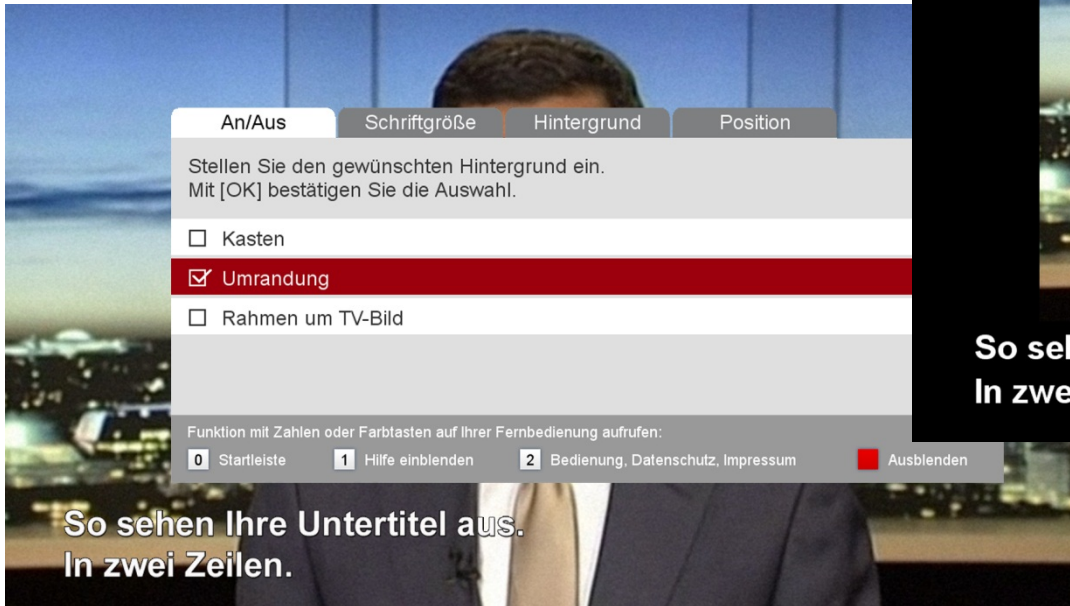 An/Aus
Schriftgröße
Hintergrund
Position
Stellen Sie den gewünschten Hintergrund ein.
Mit [OK] bestätigen Sie die Auswahl.
Kasten
Umrandung
Rahmen um TV-Bild
Funktion mit Zahlen oder Farbtasten auf Ihrer Fernbedienung aufrufen:
0 Startleiste 1 Hilfe einblenden 2 Bedienung, Datenschutz, Impressum Ausblenden
So sehen Ihre Untertitel aus.
In zwei Zeilen.
So
In